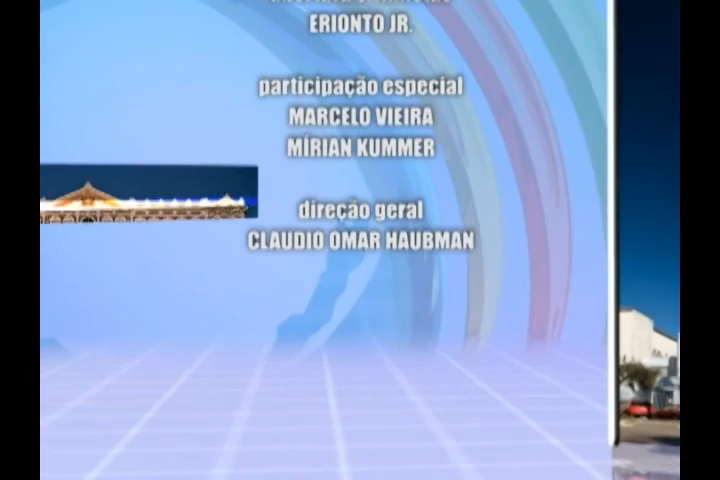 ERIONTO JR.
participação especial
MARCELO VIEIRA
MÍRIAN KUMMER
direção geral
CLAUDIO OMAR HAUBMAN